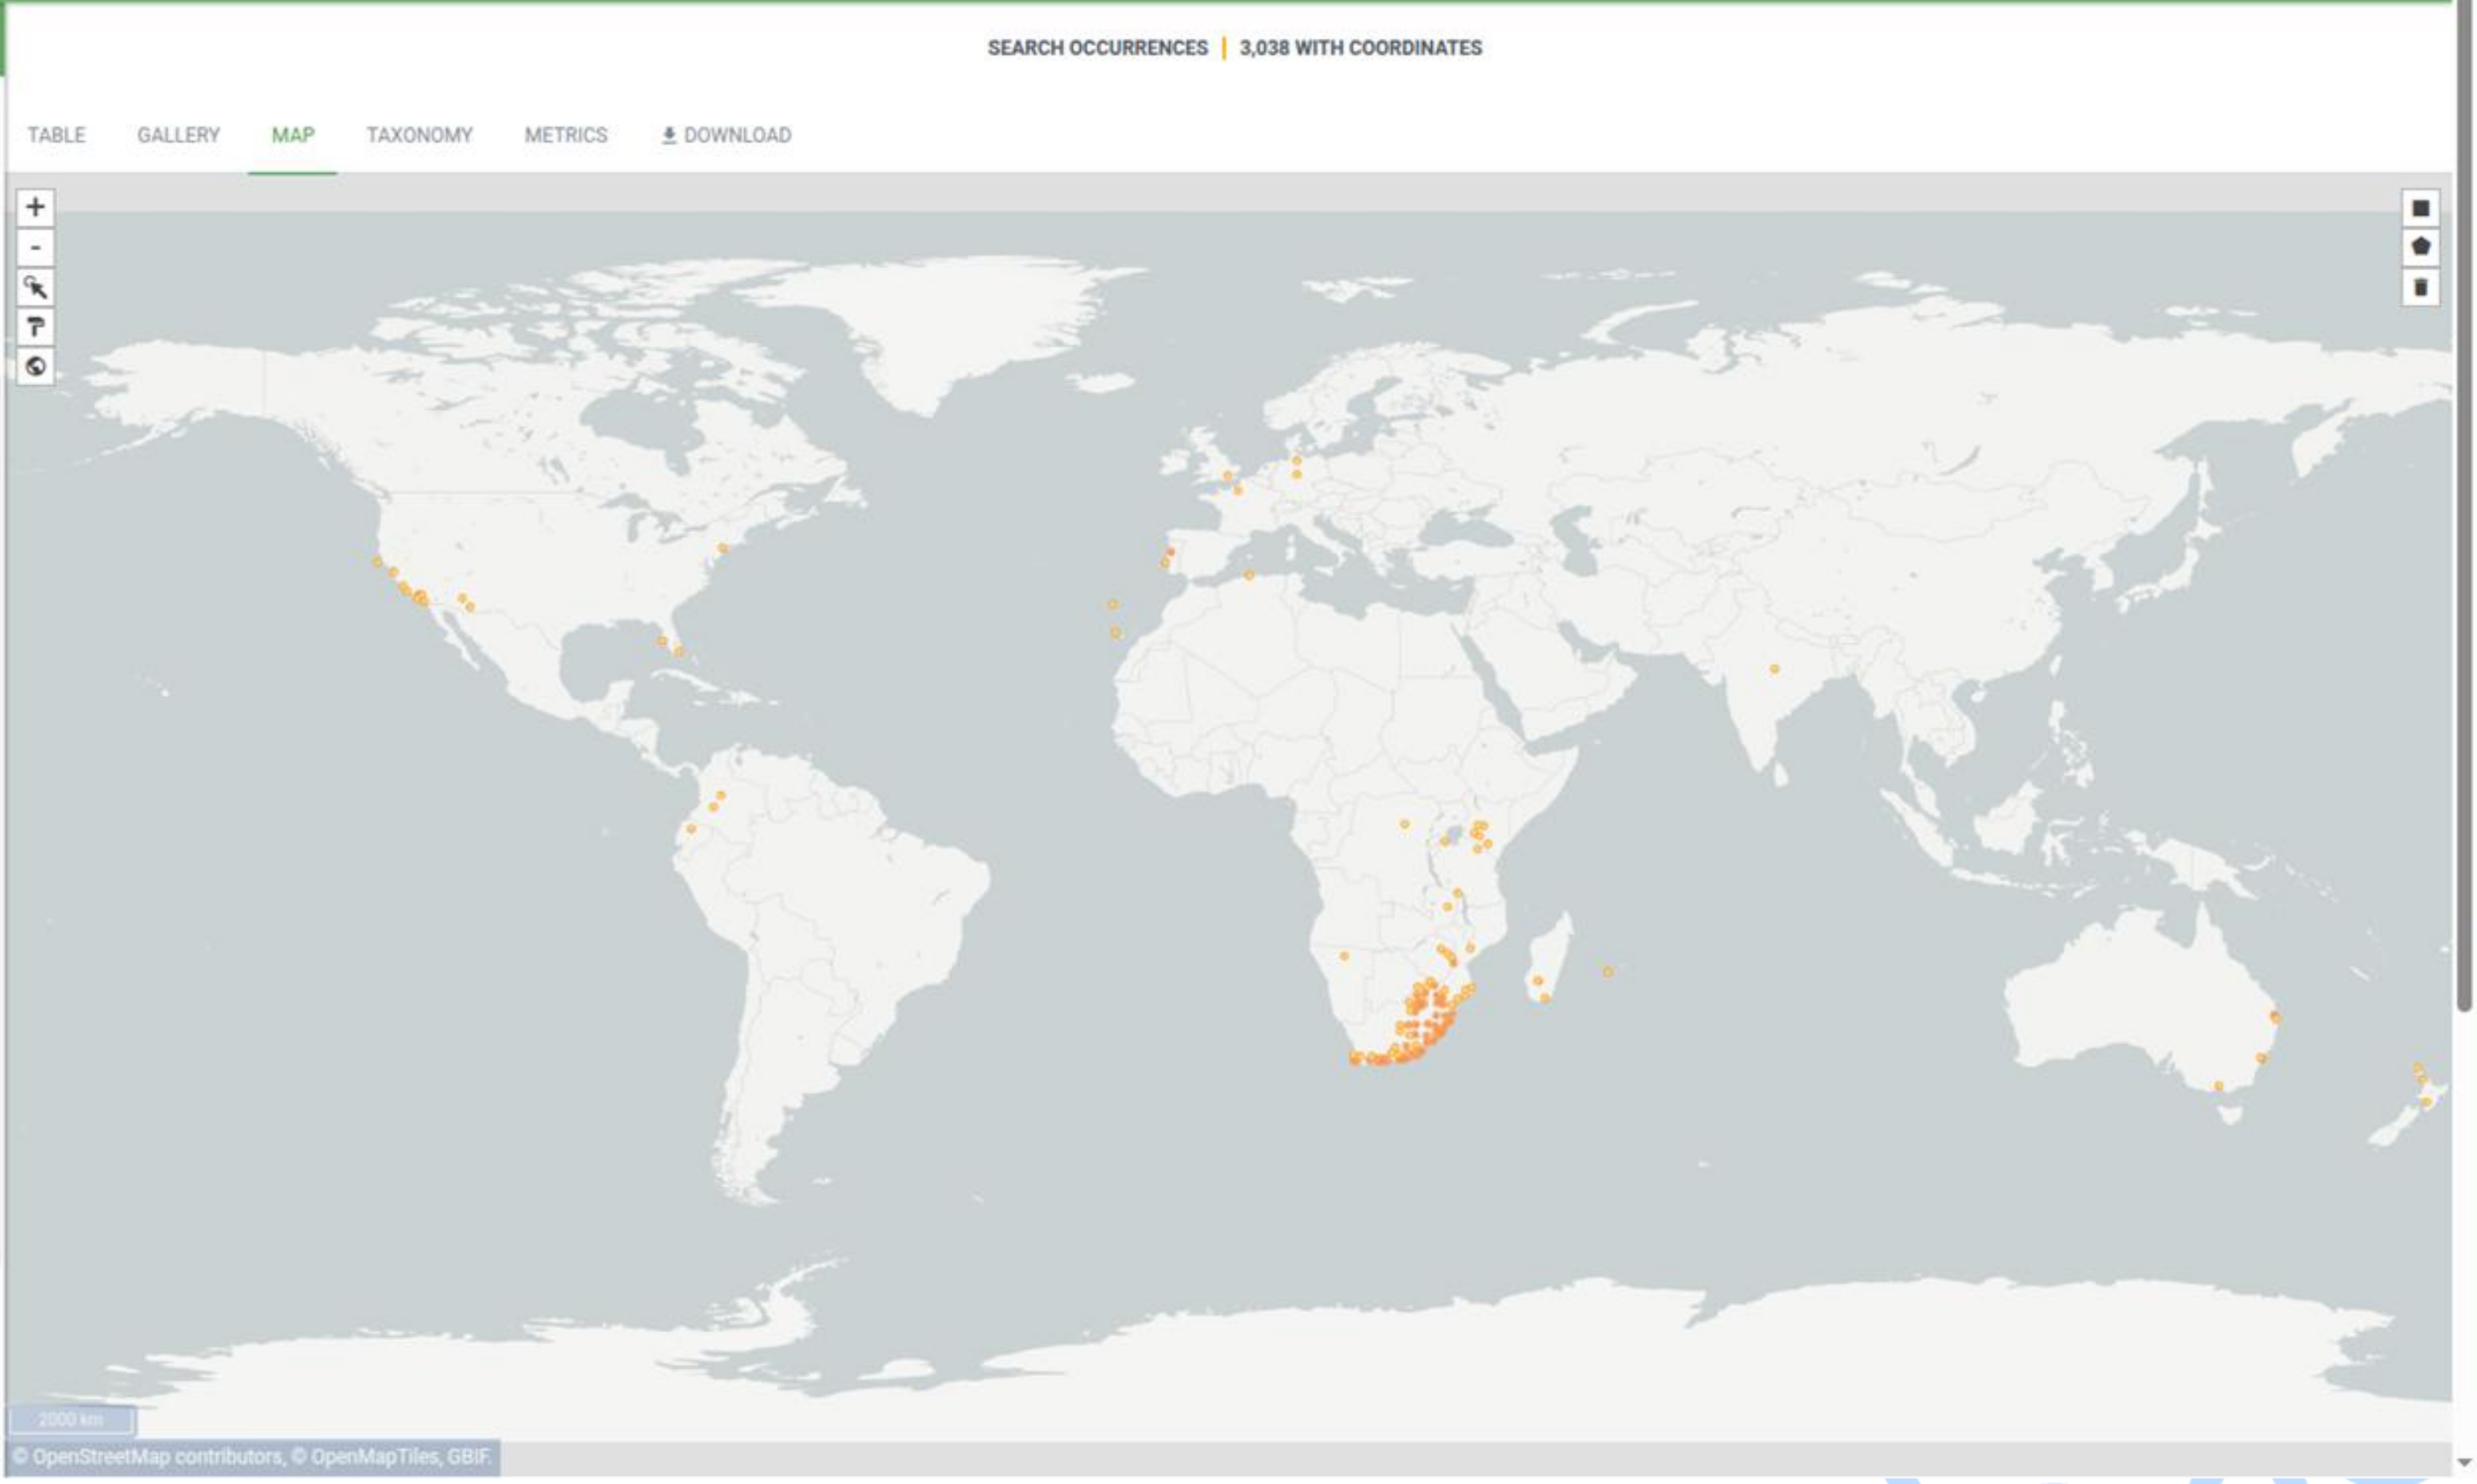 SEARCH OCCURRENCES | 3,038 WITH COORDINATES
TABLE GALLERY MAP TAXONOMY METRICS DOWNLOAD
+
-
2000 km
© OpenStreetMap contributors, © OpenMapTiles, GBIF.